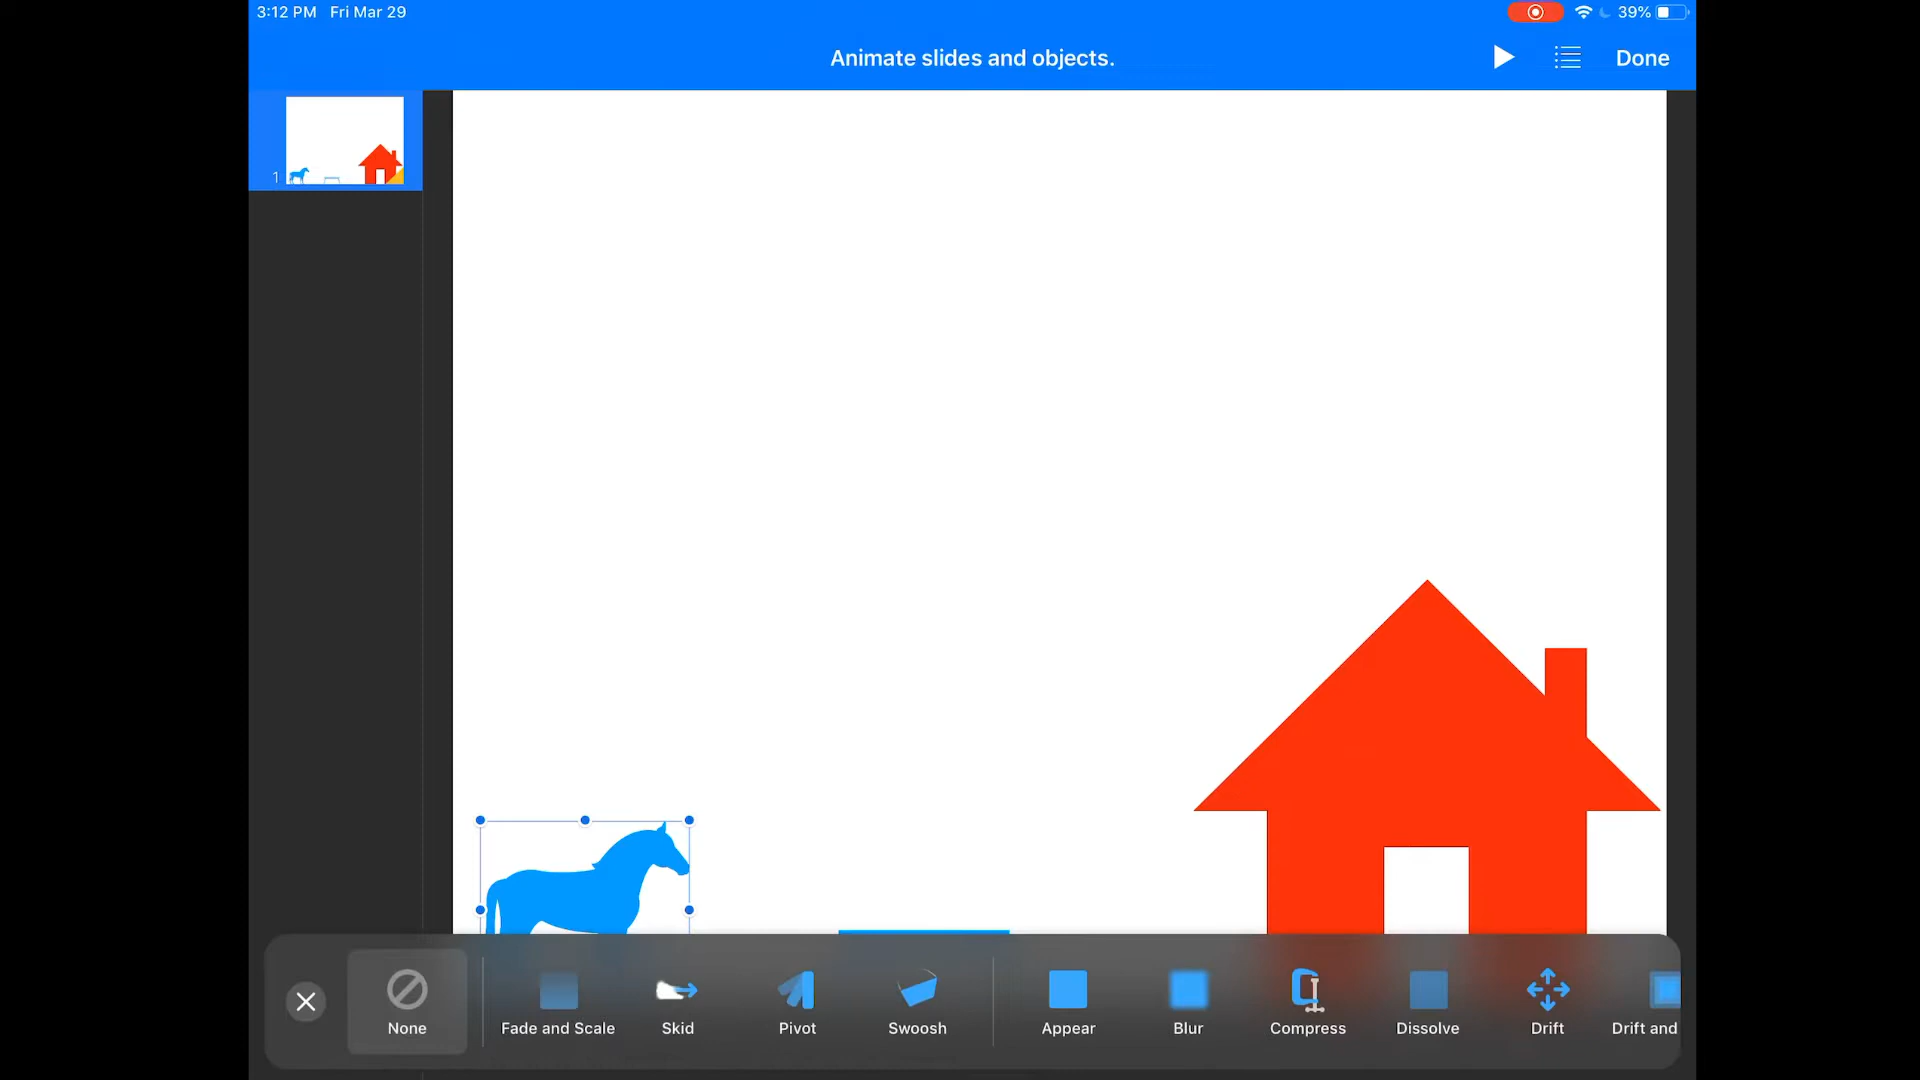 3:12 PM Fri Mar 29
39%
Animate slides and objects.
Done
1
None
Fade and Scale
Skid
Pivot
Swoosh
Appear
Blur
Compress
Dissolve
Drift
Drift and